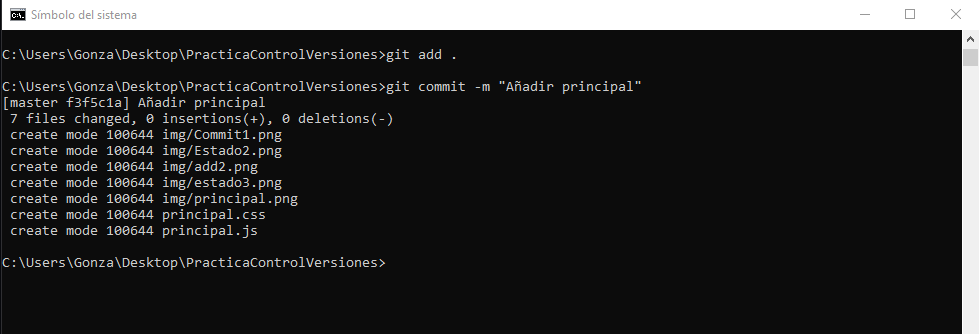 Símbolo del sistema
C:\Users\Gonza\Desktop\PracticaControlVersiones>git add .
C:\Users\Gonza\Desktop\PracticaControlVersiones>git commit -m "Añadir principal"
[master f3f5c1a] Añadir principal
 7 files changed, 0 insertions(+), 0 deletions(-)
 create mode 100644 img/Commit1.png
 create mode 100644 img/Estado2.png
 create mode 100644 img/add2.png
 create mode 100644 img/estado3.png
 create mode 100644 img/principal.png
 create mode 100644 principal.css
 create mode 100644 principal.js
C:\Users\Gonza\Desktop\PracticaControlVersiones>